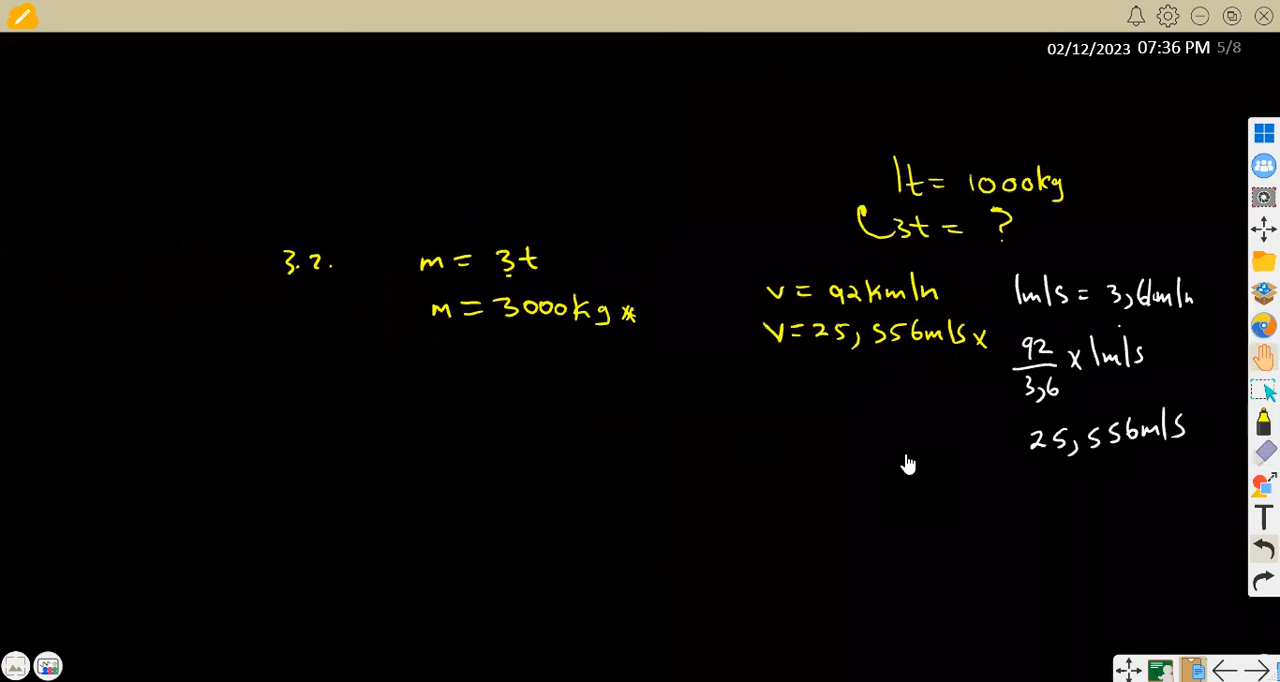 02/12/2023 07:36 PM 5/8
1t = 1000kg
3t = ?
3.2. m = 3t
m = 3000kg *
v = 92km/h
v = 25,556m/s x
1m/s = 3,6km/h
92/3,6 x 1m/s
25,556m/s
T